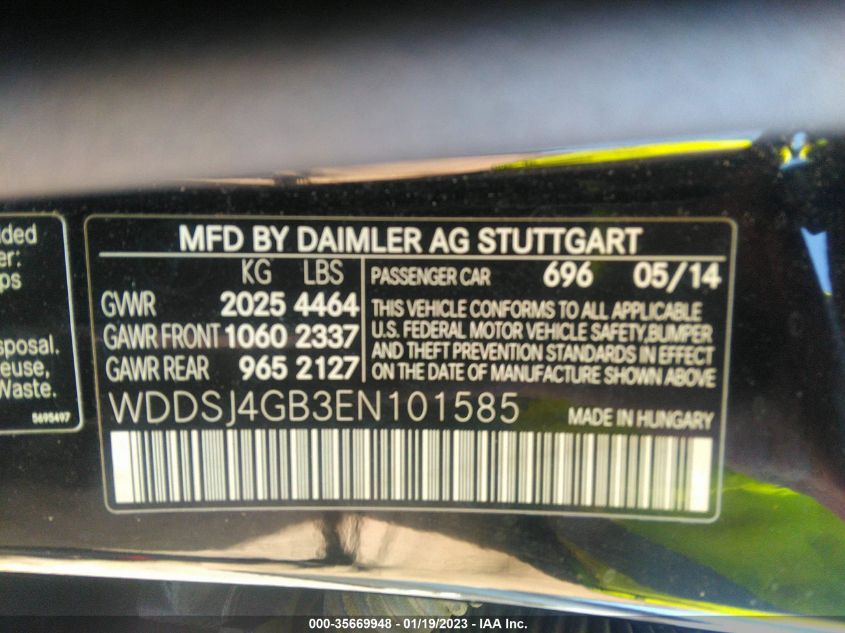 ided
er:
ps
sposal.
euse,
Waste.
5695497
MFD BY DAIMLER AG STUTTGART
KG LBS
GVWR 2025 4464
GAWR FRONT 1060 2337
GAWR REAR 965 2127
PASSENGER CAR 696 05/14
THIS VEHICLE CONFORMS TO ALL APPLICABLE
U.S. FEDERAL MOTOR VEHICLE SAFETY,BUMPER
AND THEFT PREVENTION STANDARDS IN EFFECT
ON THE DATE OF MANUFACTURE SHOWN ABOVE
WDDSJ4GB3EN101585
MADE IN HUNGARY
000-35669948 - 01/19/2023 - IAA Inc.